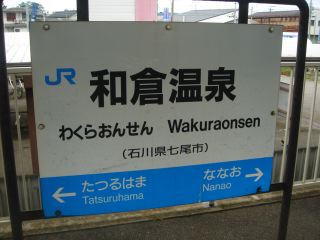 JR 和倉温泉
わくらおんせん Wakuraonsen
(石川県七尾市)
← たつるはま ななお →
Tatsuruhama Nanao